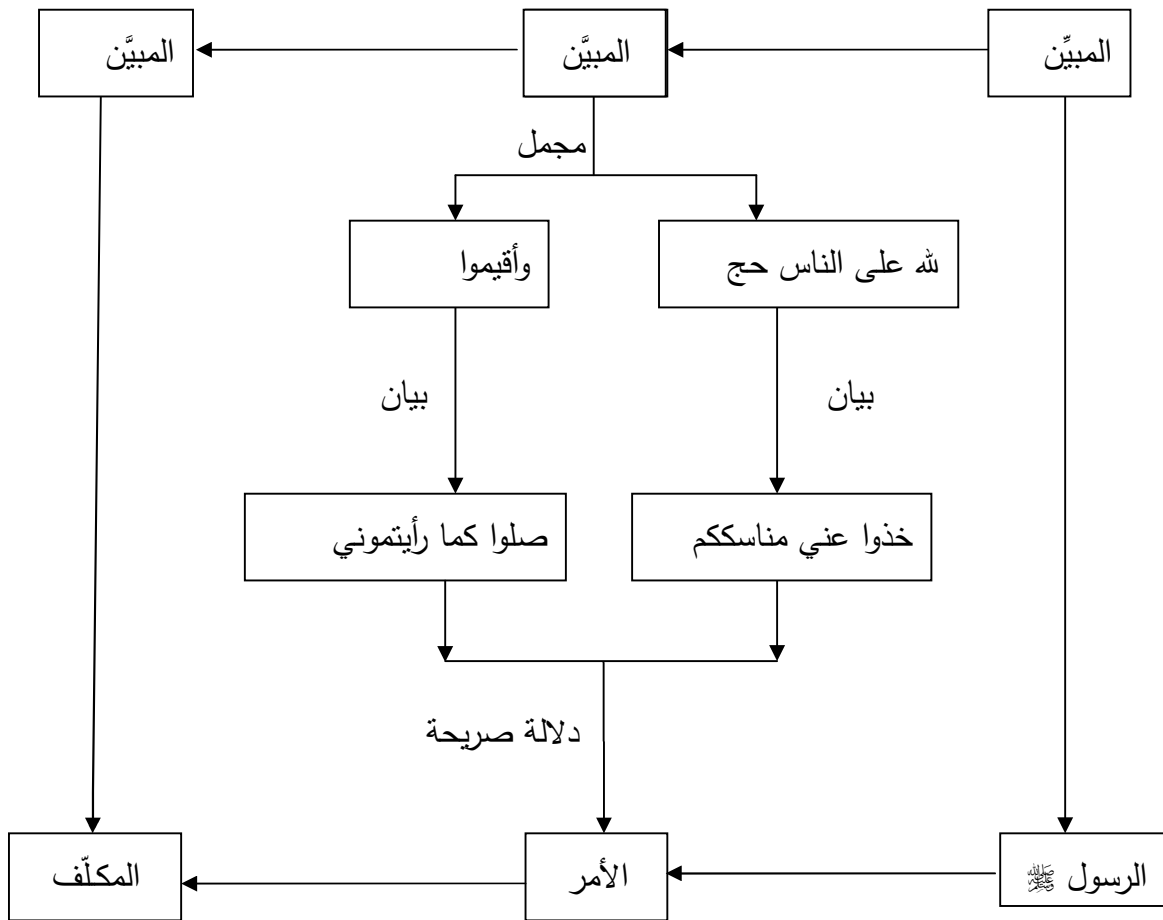 المبيِّن
المبيَّن
المبيَّن
مجمل
لله على الناس حج
وأقيموا
بيان
بيان
خذوا عني مناسككم
صلوا كما رأيتموني
دلالة صريحة
الرسول ﷺ
الأمر
المكلّف